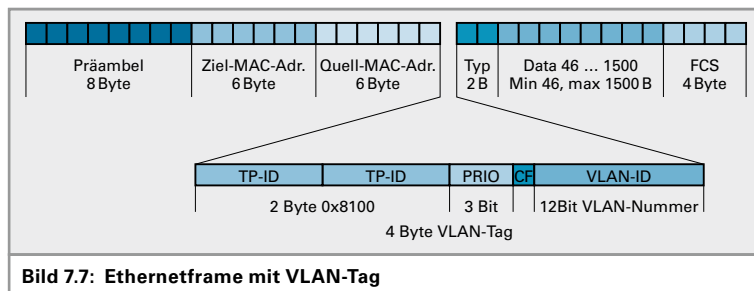 Präambel Ziel-MAC-Adr. Quell-MAC-Adr. Typ Data 46 ... 1500 FCS
8 Byte 6 Byte 6 Byte 2 B Min 46, max 1500 B 4 Byte
TP-ID TP-ID PRIO CF VLAN-ID
2 Byte 0x8100 3 Bit 12Bit VLAN-Nummer
4 Byte VLAN-Tag
Bild 7.7: Ethernetframe mit VLAN-Tag